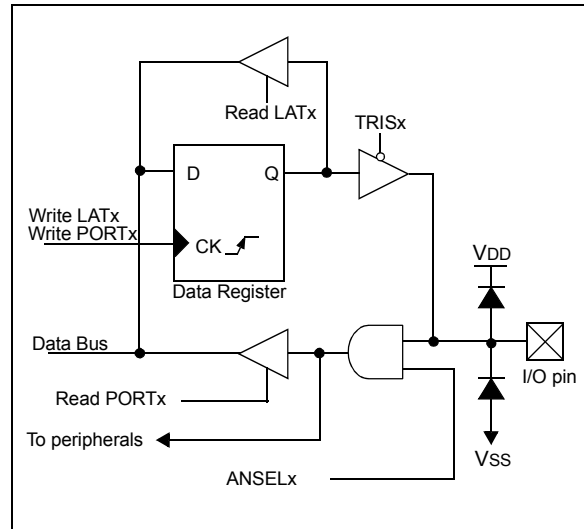 Read LATx
TRISx
D Q
Write LATx
Write PORTx
CK
Data Register
VDD
Data Bus
I/O pin
Read PORTx
To peripherals
VSS
ANSELx